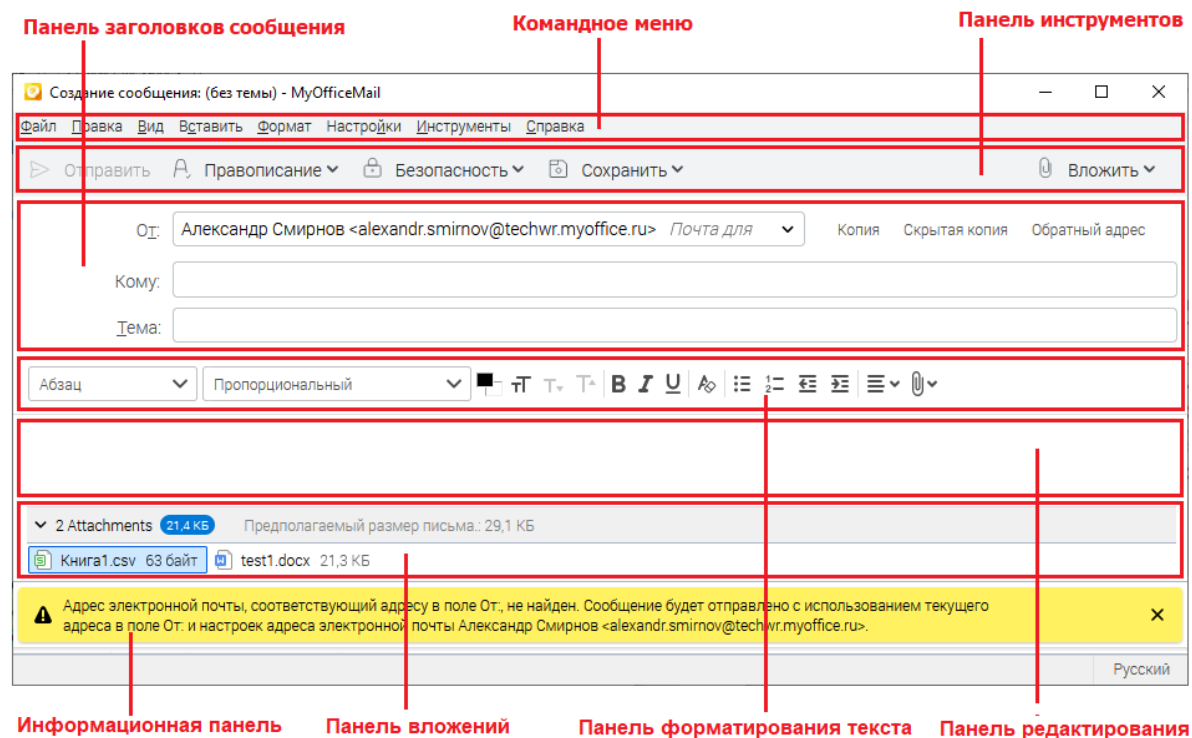 Панель заголовков сообщения
Командное меню
Панель инструментов
Создание сообщения: (без темы) - MyOfficeMail
Файл Правка Вид Вставить Формат Настройки Инструменты Справка
Отправить Правописание Безопасность Сохранить Вложить
От: Александр Смирнов <alexandr.smirnov@techwr.myoffice.ru> Почта для Копия Скрытая копия Обратный адрес
Кому:
Тема:
Абзац Пропорциональный
2 Attachments 21,4 КБ Предполагаемый размер письма.: 29,1 КБ
Книга1.csv 63 байт test1.docx 21,3 КБ
Адрес электронной почты, соответствующий адресу в поле От:, не найден. Сообщение будет отправлено с использованием текущего
адреса в поле От: и настроек адреса электронной почты Александр Смирнов <alexandr.smirnov@techwr.myoffice.ru>.
Русский
Информационная панель
Панель вложений
Панель форматирования текста
Панель редактирования